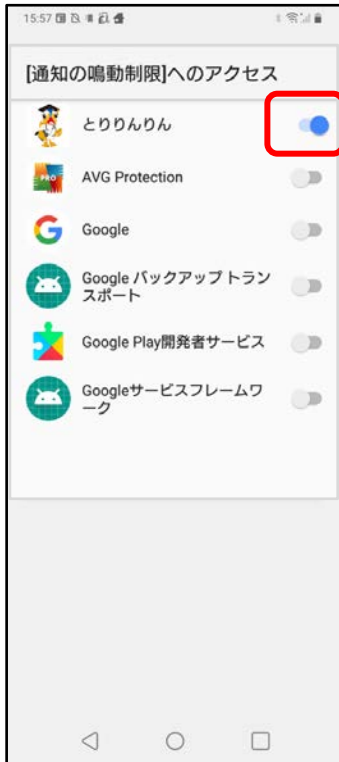 15:57
[通知の鳴動制限]へのアクセス
とりりんりん
PRO
AVG Protection
Google
Google バックアップ トラン
スポート
Google Play開発者サービス
Googleサービスフレームワ
ーク